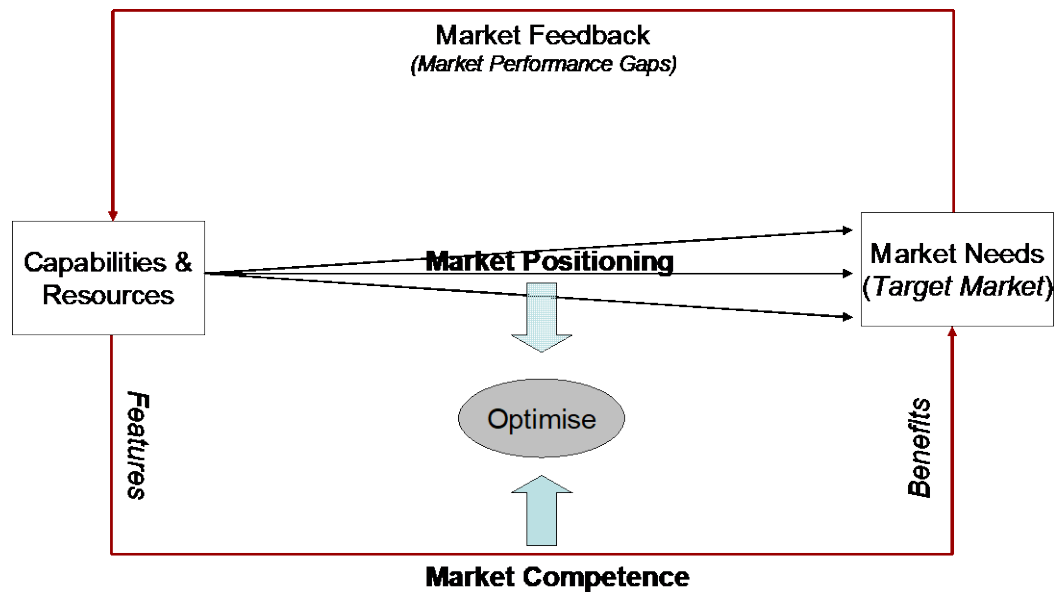 Market Feedback
(Market Performance Gaps)
Capabilities &
Resources
Market Positioning
Market Needs
(Target Market)
Features
Optimise
Benefits
Market Competence